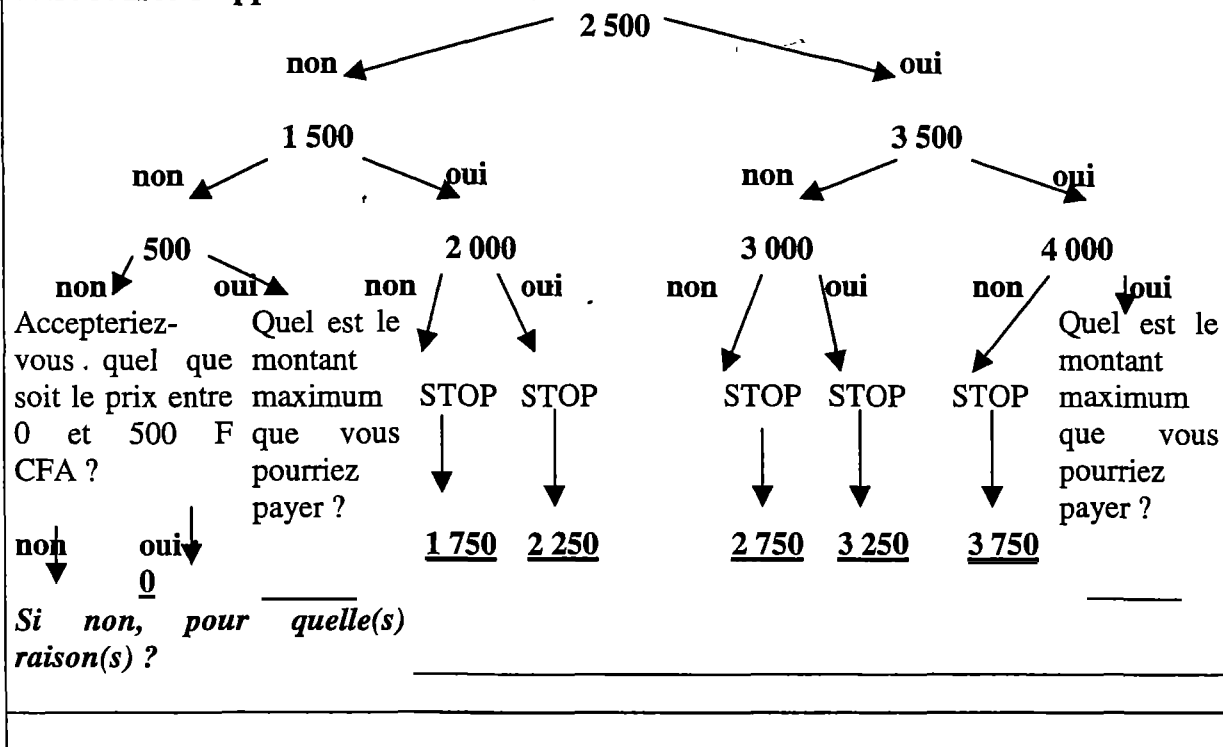 2 500
non oui
1 500 3 500
non oui non oui
500 2 000 3 000 4 000
non oui non oui non oui non oui
Accepteriez-
vous . quel que
soit le prix entre
0 et 500 F
CFA ?
Quel est le
montant
maximum
que vous
pourriez
payer ?
STOP STOP STOP STOP STOP
Quel est le
montant
maximum
que vous
pourriez
payer ?
non oui 1 750 2 250 2 750 3 250 3 750
0
Si non, pour quelle(s)
raison(s) ?